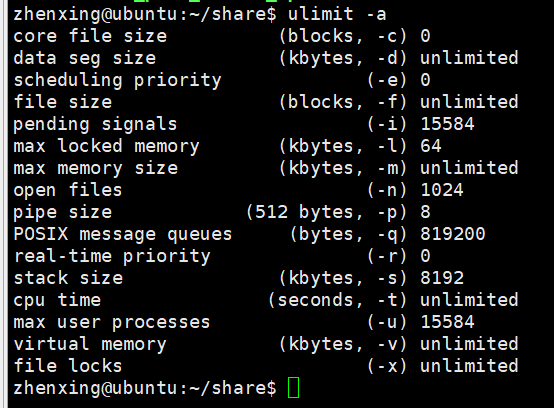 zhenxing@ubuntu:~/share$ ulimit -a
core file size          (blocks, -c) 0
data seg size           (kbytes, -d) unlimited
scheduling priority             (-e) 0
file size               (blocks, -f) unlimited
pending signals                 (-i) 15584
max locked memory       (kbytes, -l) 64
max memory size         (kbytes, -m) unlimited
open files                      (-n) 1024
pipe size            (512 bytes, -p) 8
POSIX message queues     (bytes, -q) 819200
real-time priority              (-r) 0
stack size              (kbytes, -s) 8192
cpu time               (seconds, -t) unlimited
max user processes              (-u) 15584
virtual memory          (kbytes, -v) unlimited
file locks                      (-x) unlimited
zhenxing@ubuntu:~/share$